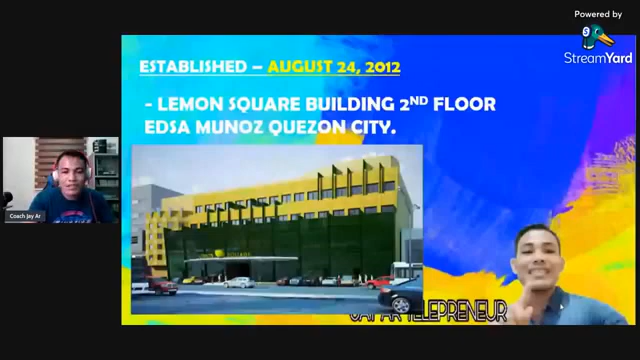 Powered by
StreamYard
ESTABLISHED – AUGUST 24, 2012
- LEMON SQUARE BUILDING 2ND FLOOR
EDSA MUNOZ QUEZON CITY.
Coach Jay Ar